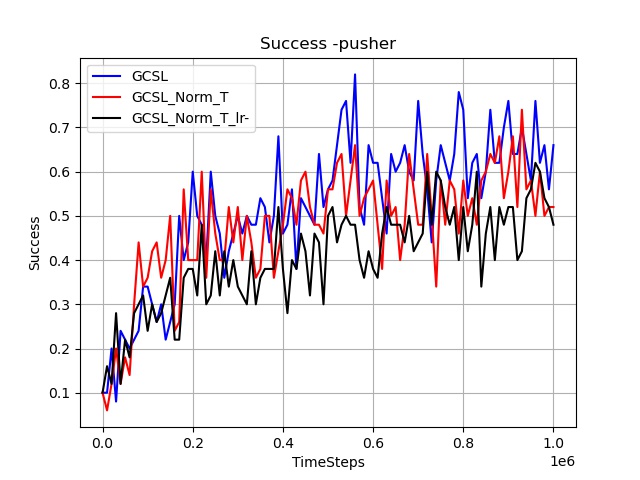 Success -pusher
GCSL
GCSL_Norm_T
GCSL_Norm_T_lr-
Success
0.8
0.7
0.6
0.5
0.4
0.3
0.2
0.1
0.0 0.2 0.4 0.6 0.8 1.0
TimeSteps
1e6